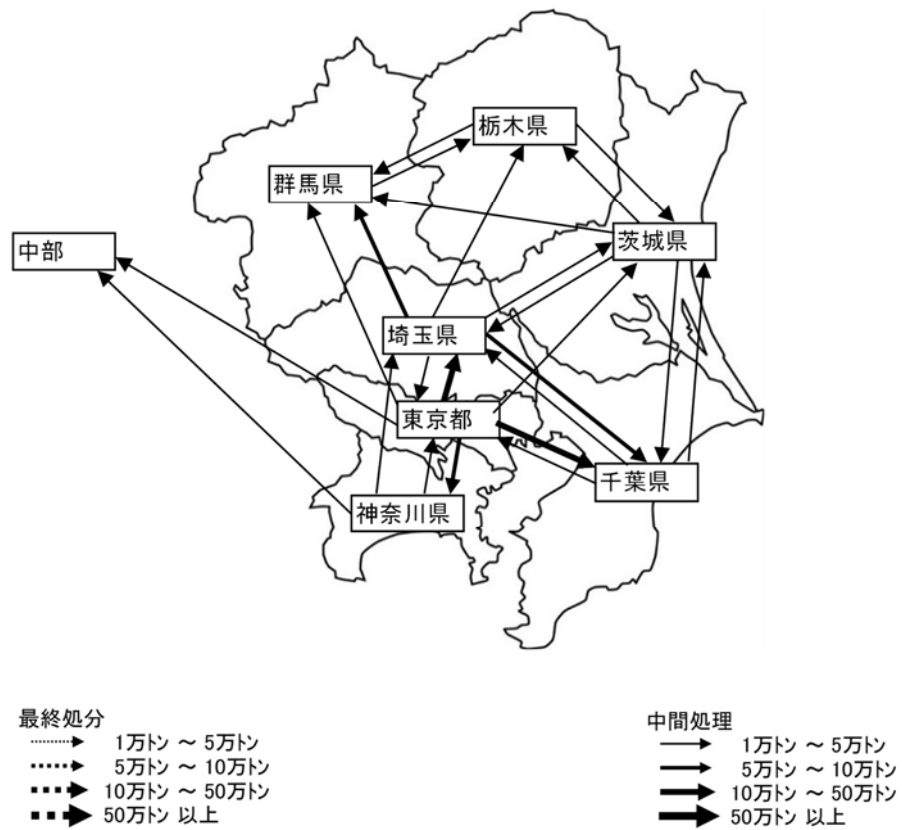 栃木県
群馬県
茨城県
中部
埼玉県
東京都
千葉県
神奈川県
最終処分
1万トン ～ 5万トン
5万トン ～ 10万トン
10万トン ～ 50万トン
50万トン 以上
中間処理
1万トン ～ 5万トン
5万トン ～ 10万トン
10万トン ～ 50万トン
50万トン 以上